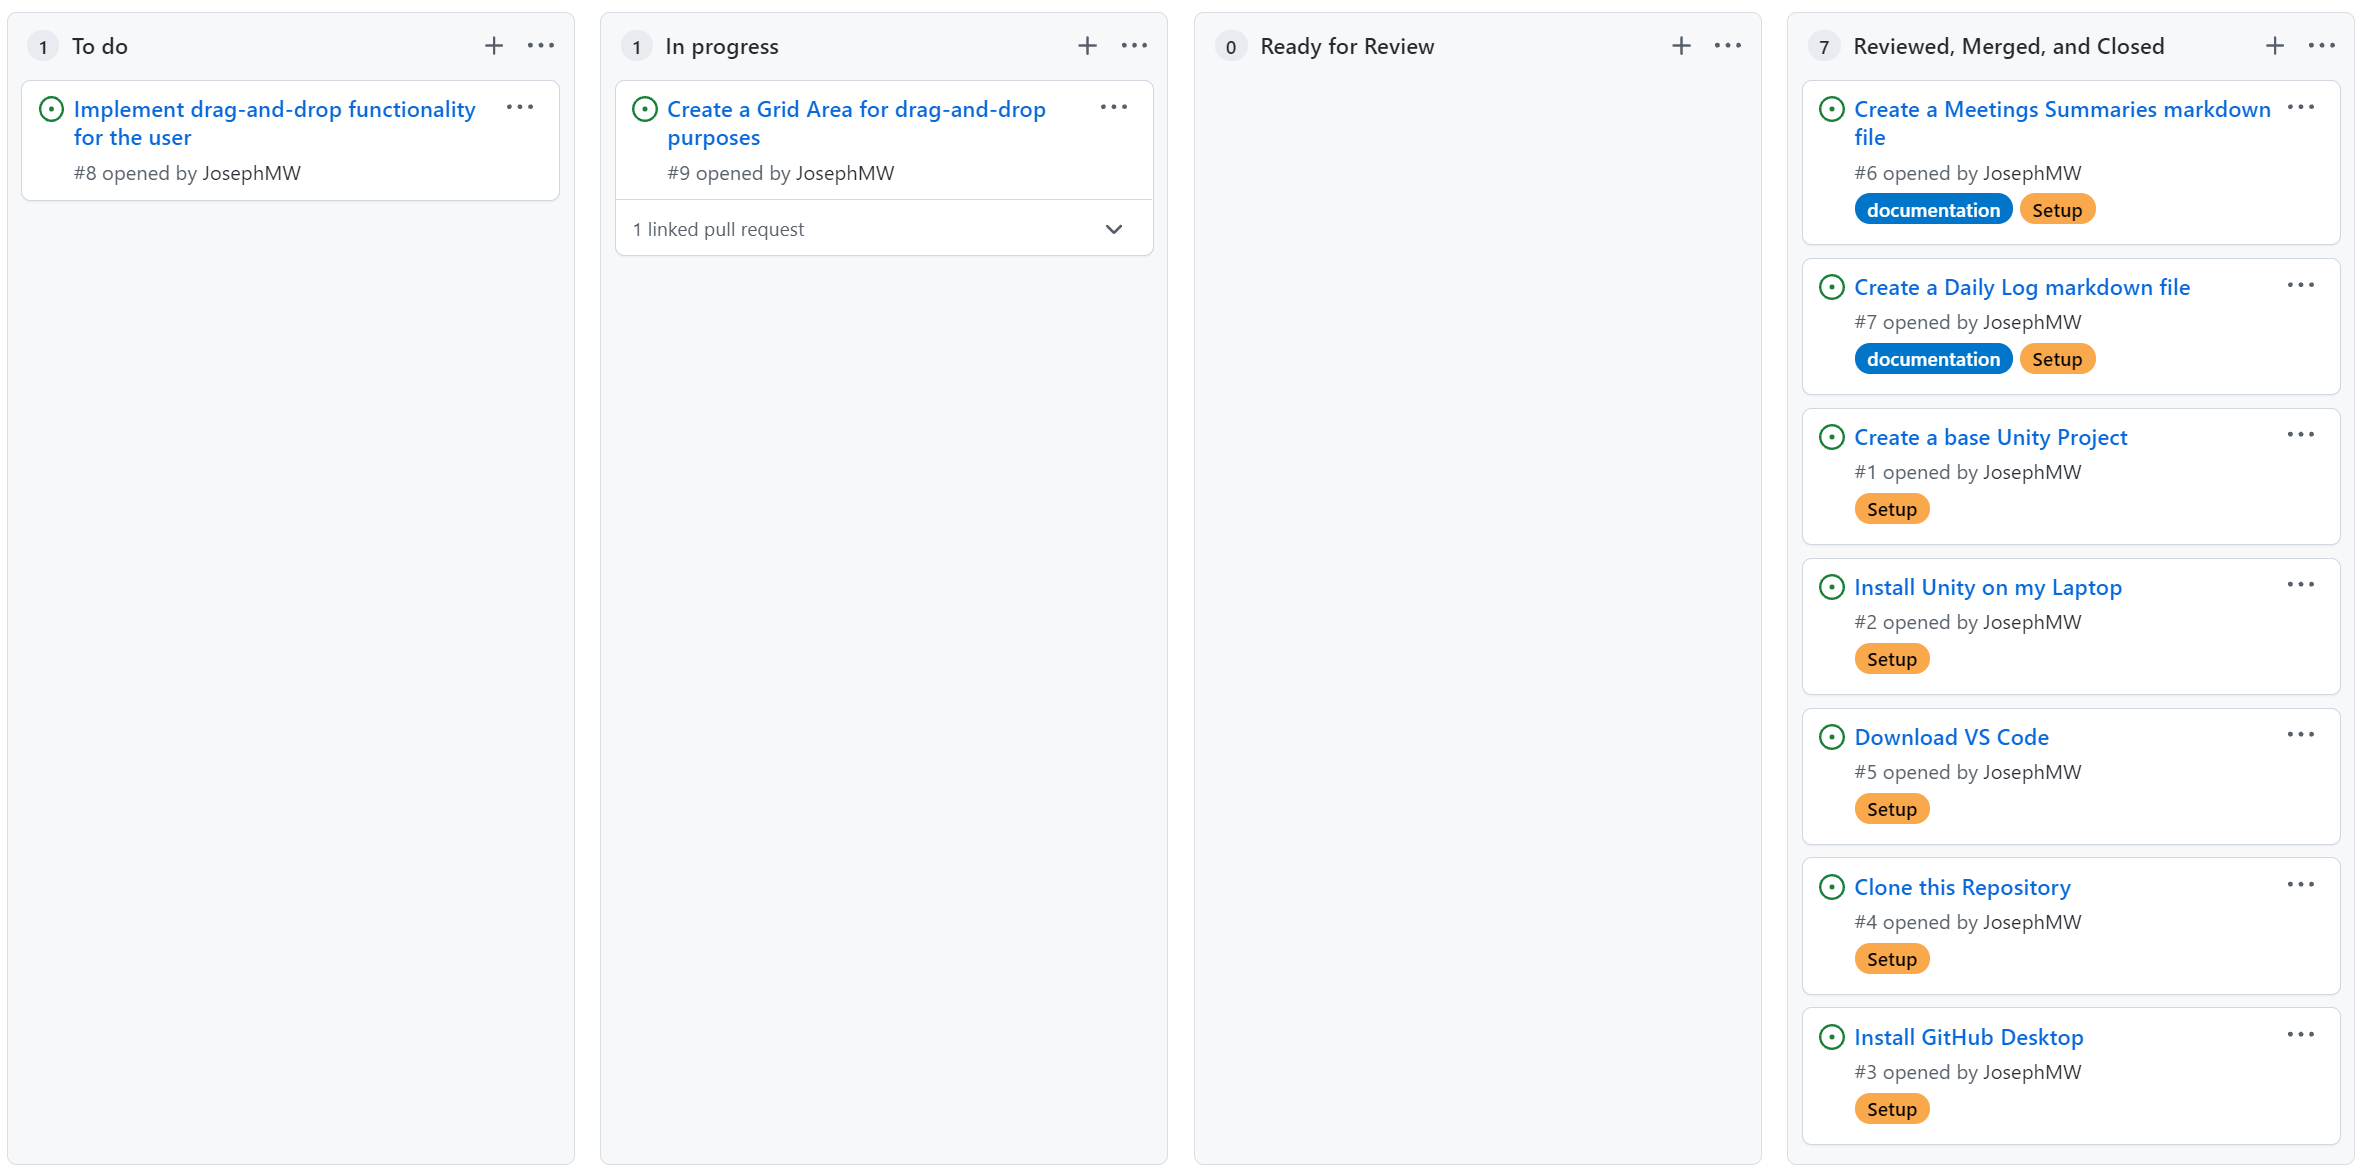 1 To do
Implement drag-and-drop functionality
for the user
#8 opened by JosephMW
1 In progress
Create a Grid Area for drag-and-drop
purposes
#9 opened by JosephMW
1 linked pull request
0 Ready for Review
7 Reviewed, Merged, and Closed
Create a Meetings Summaries markdown
file
#6 opened by JosephMW
documentation Setup
Create a Daily Log markdown file
#7 opened by JosephMW
documentation Setup
Create a base Unity Project
#1 opened by JosephMW
Setup
Install Unity on my Laptop
#2 opened by JosephMW
Setup
Download VS Code
#5 opened by JosephMW
Setup
Clone this Repository
#4 opened by JosephMW
Setup
Install GitHub Desktop
#3 opened by JosephMW
Setup